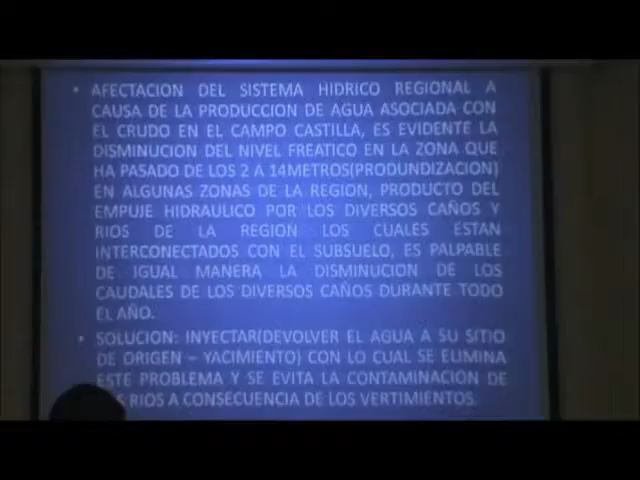 • AFECTACION DEL SISTEMA HIDRICO REGIONAL A
CAUSA DE LA PRODUCCION DE AGUA ASOCIADA CON
EL CRUDO EN EL CAMPO CASTILLA, ES EVIDENTE LA
DISMINUCION DEL NIVEL FREATICO EN LA ZONA QUE
HA PASADO DE LOS 2 A 14METROS(PRODUNDIZACION)
EN ALGUNAS ZONAS DE LA REGION, PRODUCTO DEL
EMPUJE HIDRAULICO POR LOS DIVERSOS CAÑOS Y
RIOS DE LA REGION LOS CUALES ESTAN
INTERCONECTADOS CON EL SUBSUELO, ES PALPABLE
DE IGUAL MANERA LA DISMINUCION DE LOS
CAUDALES DE LOS DIVERSOS CAÑOS DURANTE TODO
EL AÑO.
• SOLUCION: INYECTAR(DEVOLVER EL AGUA A SU SITIO
DE ORIGEN – YACIMIENTO) CON LO CUAL SE ELIMINA
ESTE PROBLEMA Y SE EVITA LA CONTAMINACION DE
RIOS A CONSECUENCIA DE LOS VERTIMIENTOS.